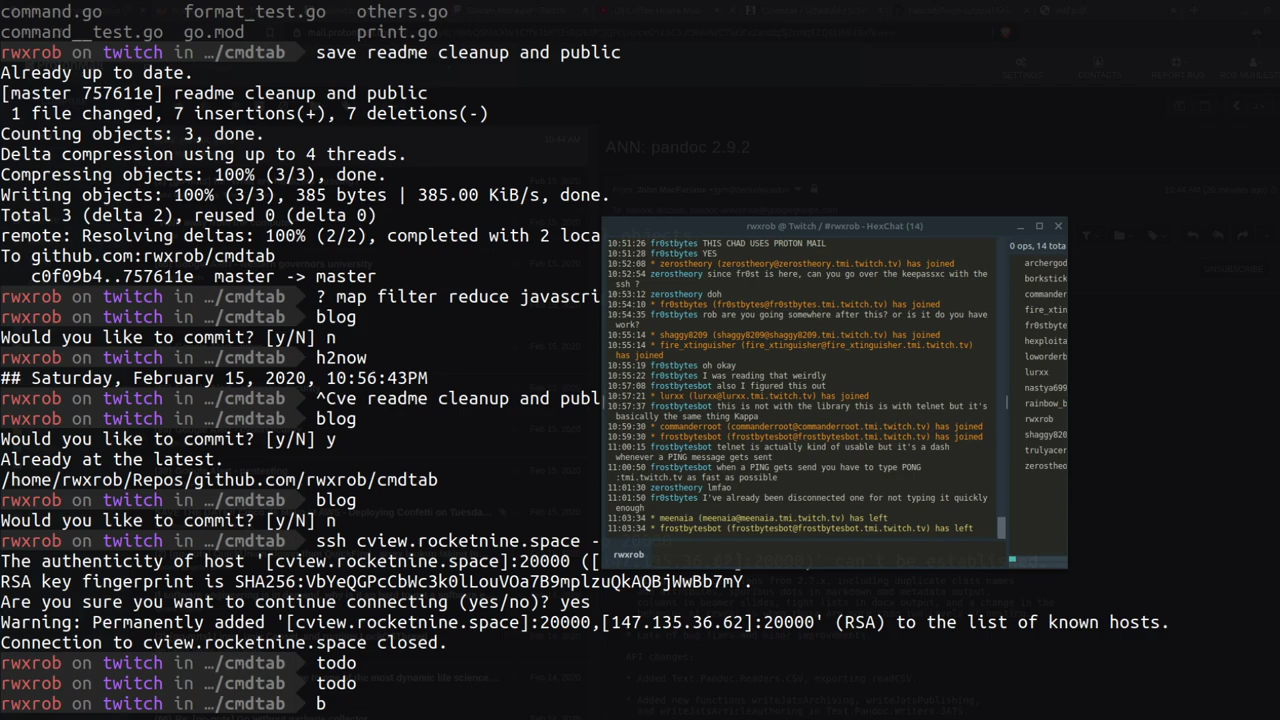 command.go        format_test.go   others.go
command__test.go  go.mod           print.go
rwxrob on twitch in …/cmdtab  save readme cleanup and public
Already up to date.
[master 757611e] readme cleanup and public
 1 file changed, 7 insertions(+), 7 deletions(-)
Counting objects: 3, done.
Delta compression using up to 4 threads.
Compressing objects: 100% (3/3), done.
Writing objects: 100% (3/3), 385 bytes | 385.00 KiB/s, done.
Total 3 (delta 2), reused 0 (delta 0)
remote: Resolving deltas: 100% (2/2), completed with 2 loca
To github.com:rwxrob/cmdtab
   c0f09b4..757611e  master -> master
rwxrob on twitch in …/cmdtab  ? map filter reduce javascri
rwxrob on twitch in …/cmdtab  blog
Would you like to commit? [y/N] n
rwxrob on twitch in …/cmdtab  h2now
## Saturday, February 15, 2020, 10:56:43PM
rwxrob on twitch in …/cmdtab  ^Cve readme cleanup and publ
rwxrob on twitch in …/cmdtab  blog
Would you like to commit? [y/N] y
Already at the latest.
/home/rwxrob/Repos/github.com/rwxrob/cmdtab
rwxrob on twitch in …/cmdtab  blog
Would you like to commit? [y/N] n
rwxrob on twitch in …/cmdtab  ssh cview.rocketnine.space -
The authenticity of host '[cview.rocketnine.space]:20000 ([
RSA key fingerprint is SHA256:VbYeQGPcCbWc3k0lLouVOa7B9mplzuQkAQBjWwBb7mY.
Are you sure you want to continue connecting (yes/no)? yes
Warning: Permanently added '[cview.rocketnine.space]:20000,[147.135.36.62]:20000' (RSA) to the list of known hosts.
Connection to cview.rocketnine.space closed.
rwxrob on twitch in …/cmdtab  todo
rwxrob on twitch in …/cmdtab  todo
rwxrob on twitch in …/cmdtab  b
rwxrob @ Twitch / #rwxrob - HexChat (14)
10:51:26 fr0stbytes THIS CHAD USES PROTON MAIL
10:51:28 fr0stbytes YES
10:52:08 * zerostheory (zerostheory@zerostheory.tmi.twitch.tv) has joined
10:52:54 zerostheory since fr0st is here, can you go over the keepassxc with the
ssh ?
10:53:12 zerostheory doh
10:54:10 * fr0stbytes (fr0stbytes@fr0stbytes.tmi.twitch.tv) has joined
10:54:35 fr0stbytes rob are you going somewhere after this? or is it do you have
work?
10:55:14 * shaggy8209 (shaggy8209@shaggy8209.tmi.twitch.tv) has joined
10:55:14 * fire_xtinguisher (fire_xtinguisher@fire_xtinguisher.tmi.twitch.tv)
has joined
10:55:19 fr0stbytes oh okay
10:55:22 fr0stbytes I was reading that weirdly
10:57:08 frostbytesbot also I figured this out
10:57:21 * lurxx (lurxx@lurxx.tmi.twitch.tv) has joined
10:57:37 frostbytesbot this is not with the library this is with telnet but it's
basically the same thing Kappa
10:59:30 * commanderroot (commanderroot@commanderroot.tmi.twitch.tv) has joined
10:59:30 * frostbytesbot (frostbytesbot@frostbytesbot.tmi.twitch.tv) has joined
11:00:15 frostbytesbot telnet is actually kind of usable but it's a dash
whenever a PING message gets sent
11:00:50 frostbytesbot when a PING gets send you have to type PONG
:tmi.twitch.tv as fast as possible
11:01:30 zerostheory lmfao
11:01:50 fr0stbytes I've already been disconnected one for not typing it quickly
enough
11:03:34 * meenaia (meenaia@meenaia.tmi.twitch.tv) has left
11:03:34 * frostbytesbot (frostbytesbot@frostbytesbot.tmi.twitch.tv) has left
rwxrob
0 ops, 14 tota
archergod
borkstick
commander
fire_xtin
fr0stbyte
hexploita
loworderb
lurxx
nastya699
rainbow_b
rwxrob
shaggy820
trulyacer
zerostheo
SETTINGS
CONTACTS
REPORT BUG
ANN: pandoc 2.9.2
API changes: